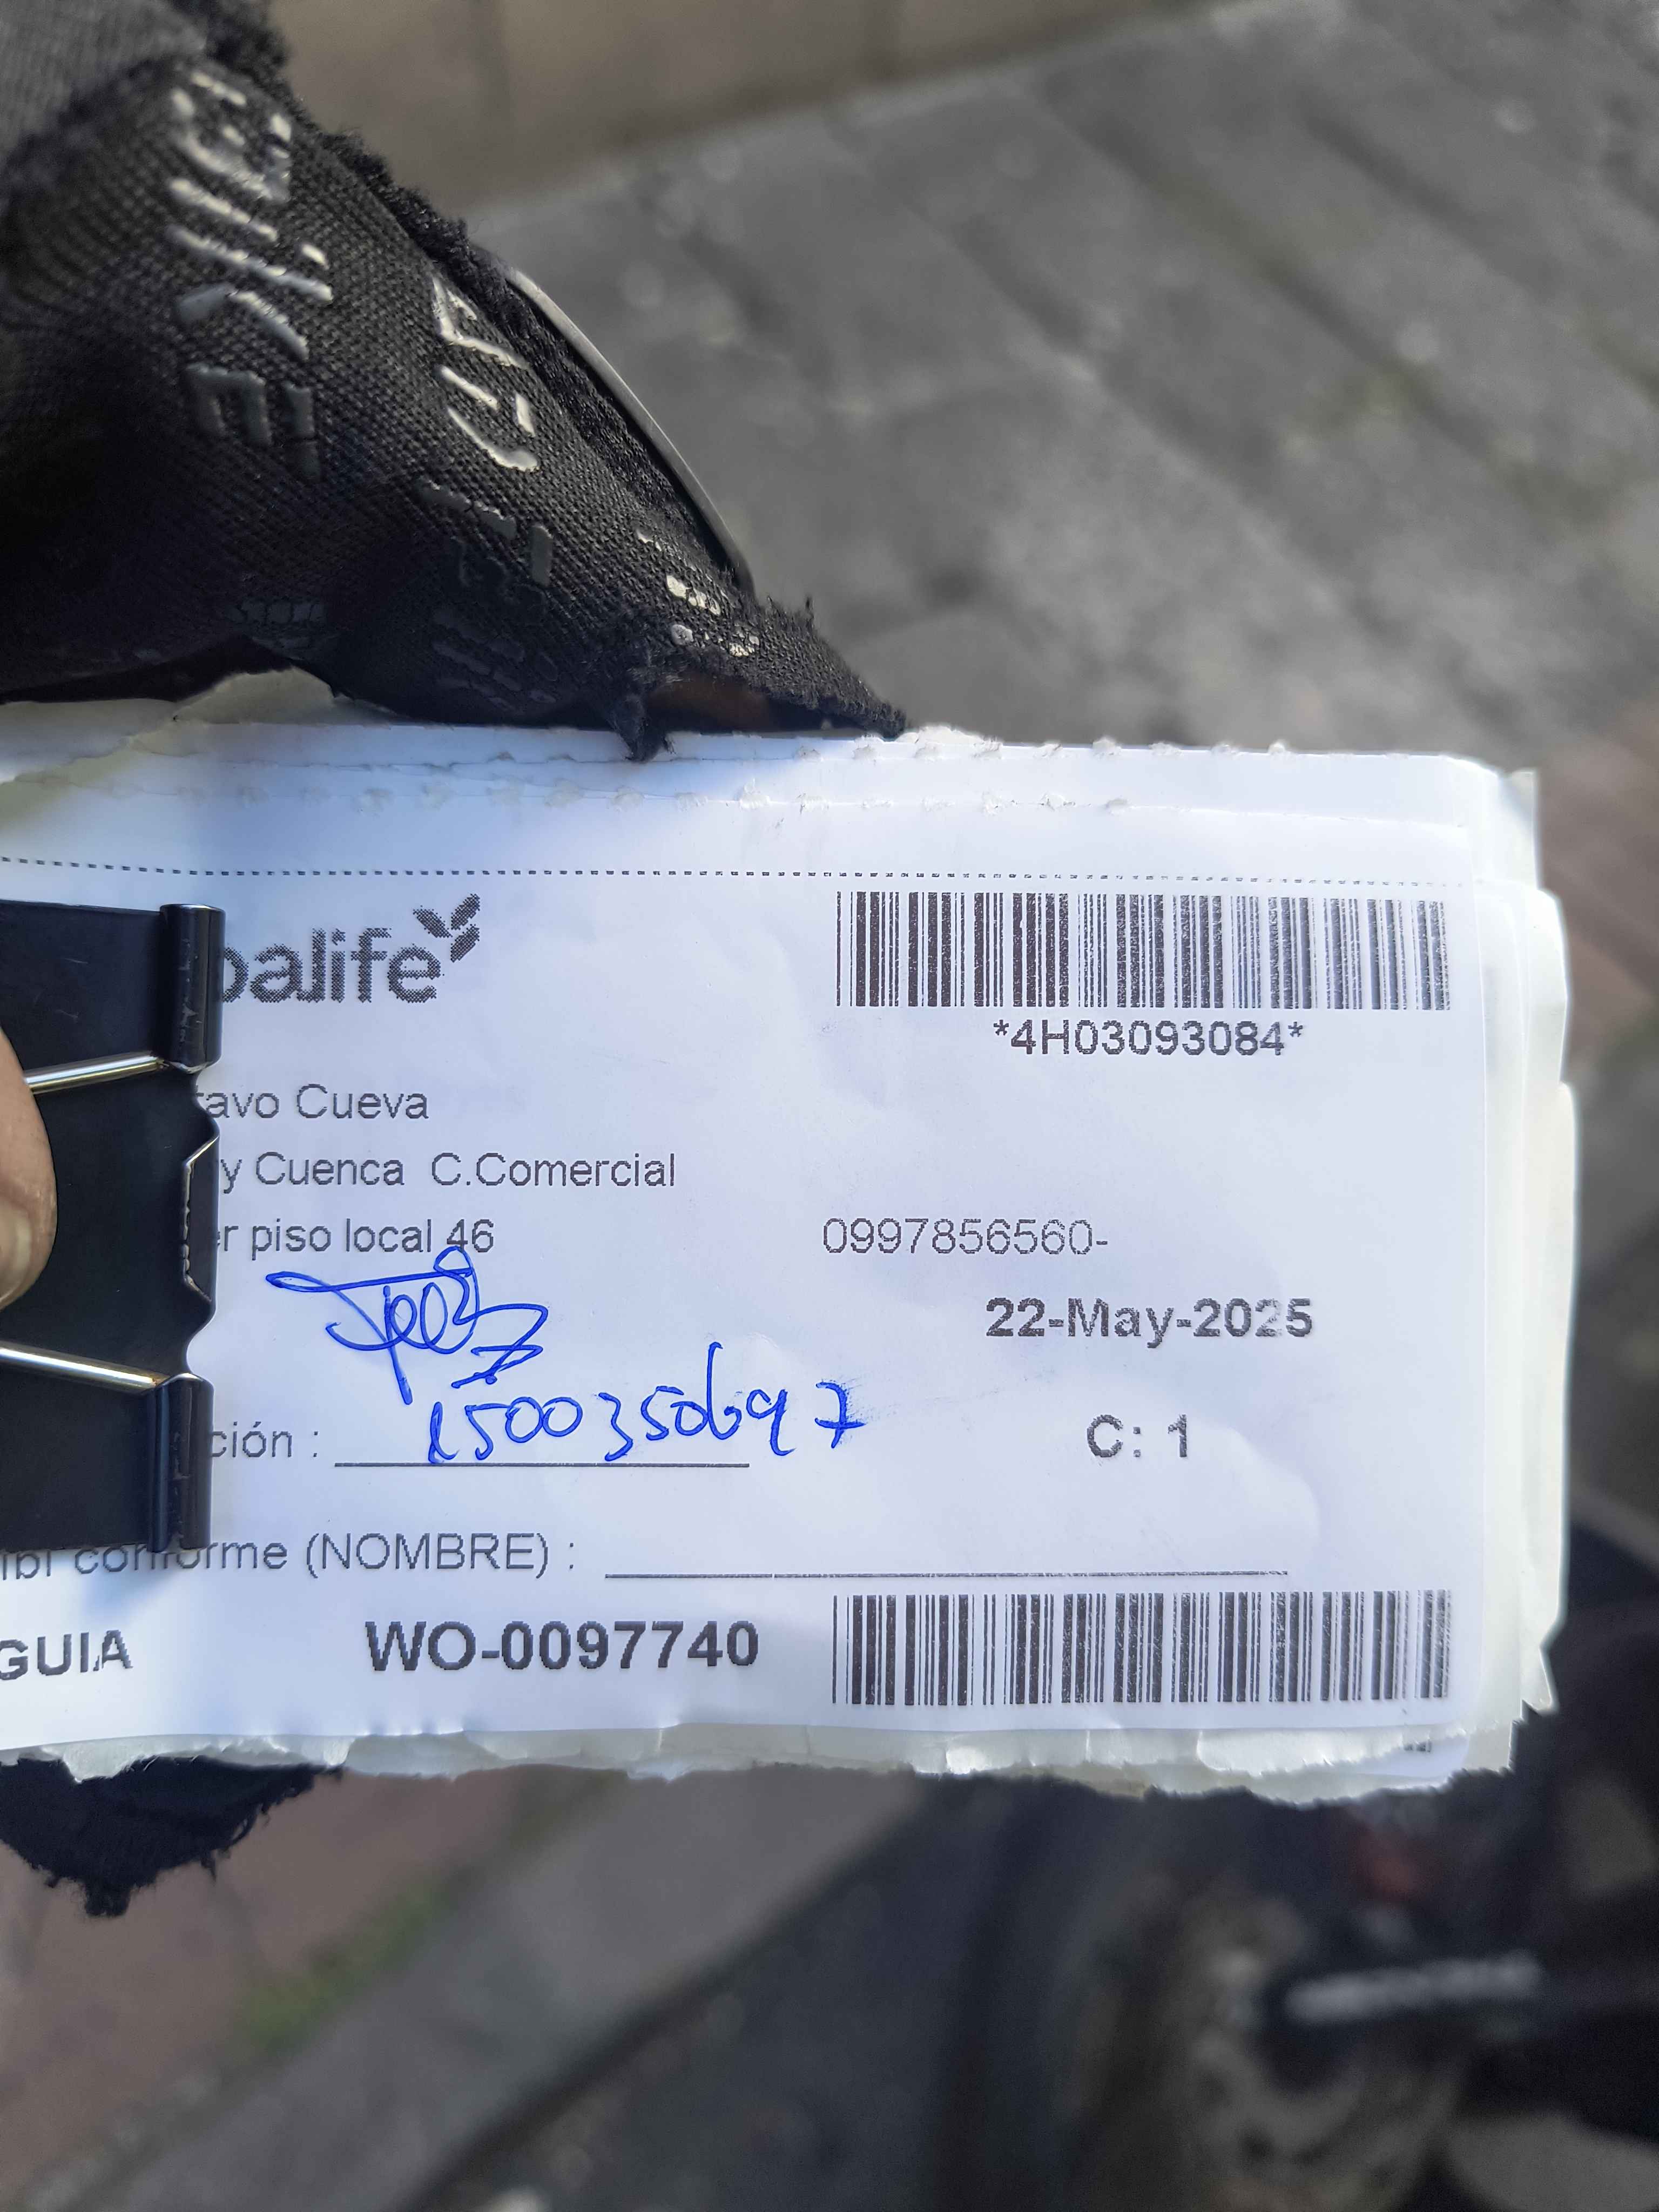 balife
*4H03093084*
tavo Cueva
y Cuenca C.Comercial
er piso local 46
0997856560-
22-May-2025
1500350697
ción :
C: 1
ibí conforme (NOMBRE) :
GUIA
WO-0097740